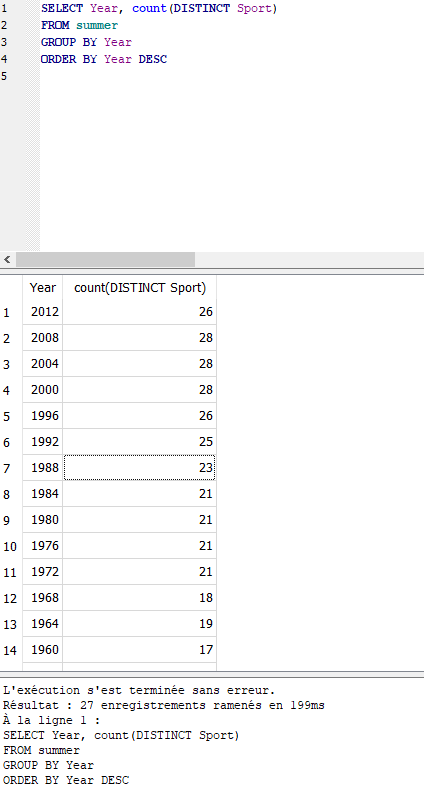 1 SELECT Year, count(DISTINCT Sport)
2 FROM summer
3 GROUP BY Year
4 ORDER BY Year DESC
5
Year count(DISTINCT Sport)
1 2012 26
2 2008 28
3 2004 28
4 2000 28
5 1996 26
6 1992 25
7 1988 23
8 1984 21
9 1980 21
10 1976 21
11 1972 21
12 1968 18
13 1964 19
14 1960 17
L'exécution s'est terminée sans erreur.
Résultat : 27 enregistrements ramenés en 199ms
À la ligne 1 :
SELECT Year, count(DISTINCT Sport)
FROM summer
GROUP BY Year
ORDER BY Year DESC